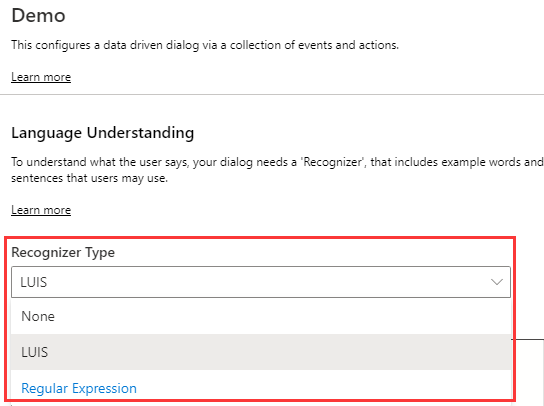 Demo
This configures a data driven dialog via a collection of events and actions.
Learn more
Language Understanding
To understand what the user says, your dialog needs a 'Recognizer', that includes example words and
sentences that users may use.
Learn more
Recognizer Type
LUIS
None
LUIS
Regular Expression